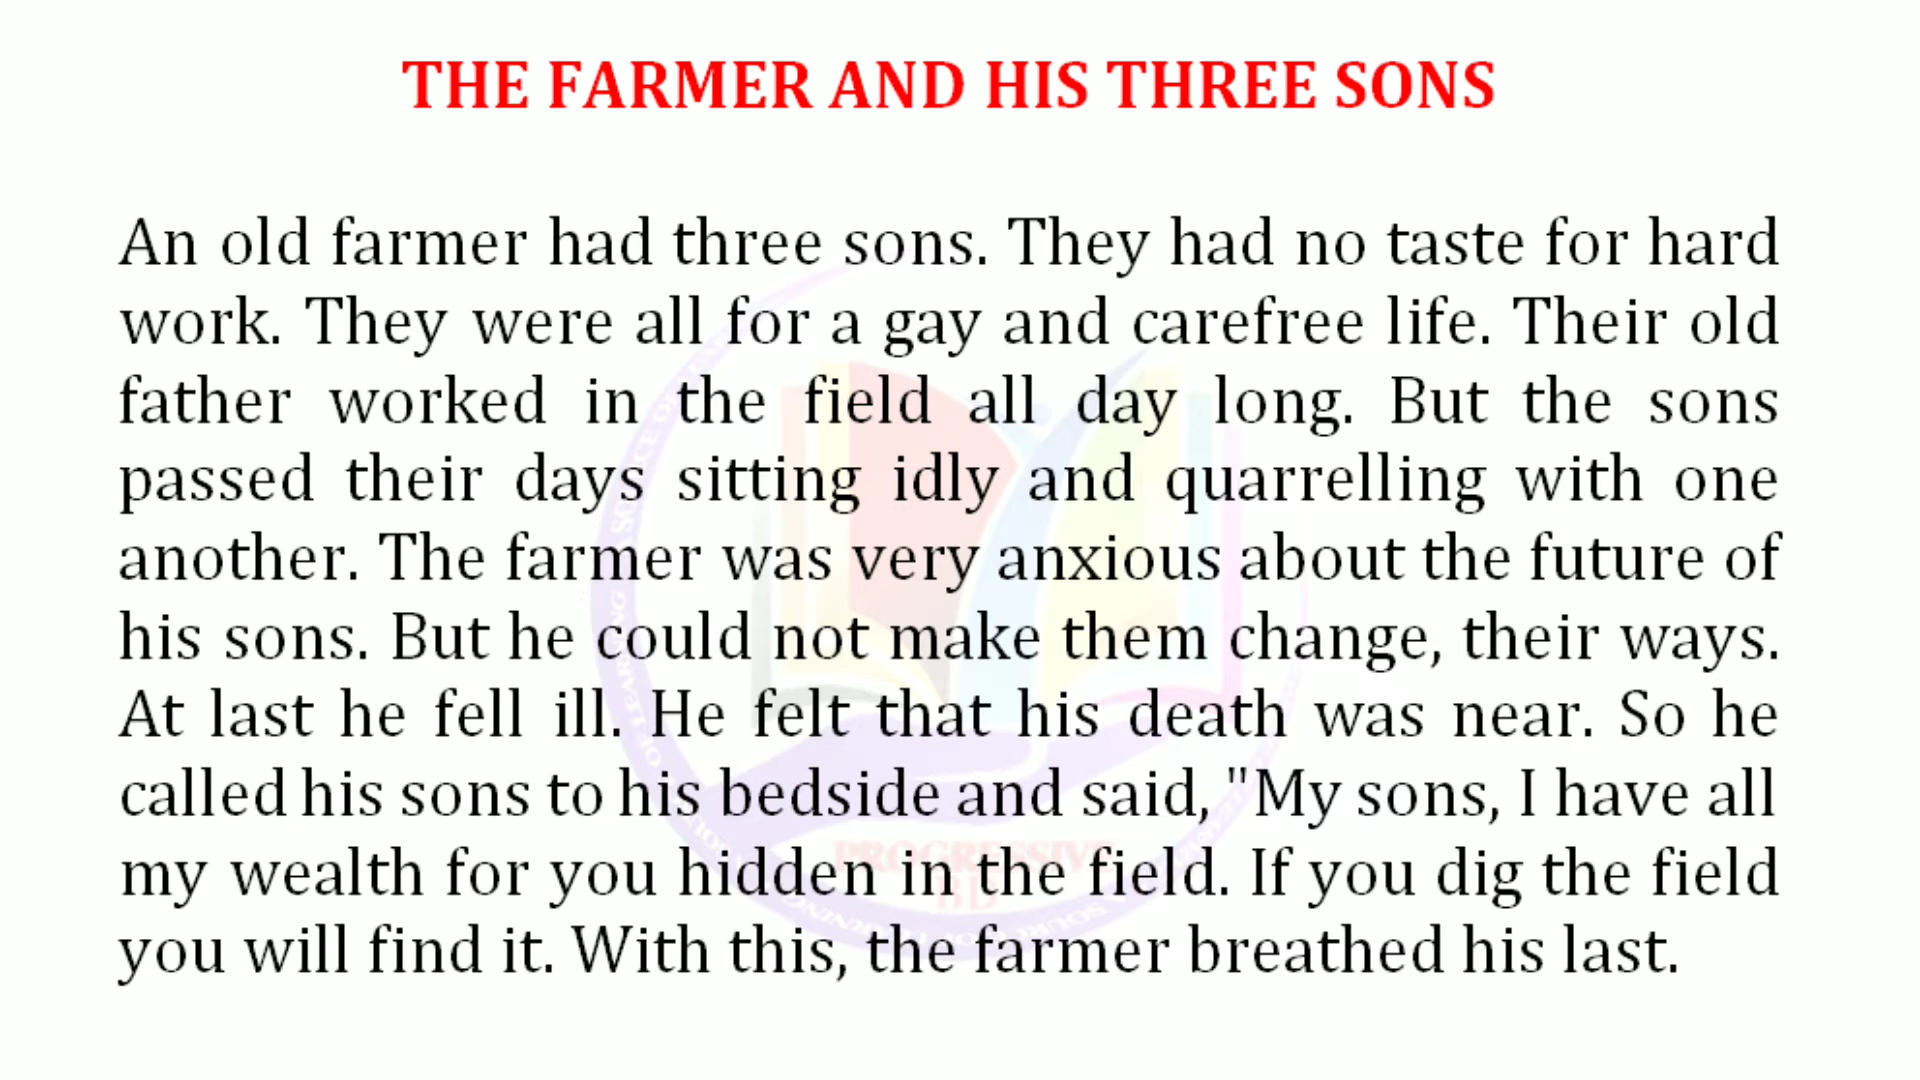 THE FARMER AND HIS THREE SONS
An old farmer had three sons. They had no taste for hard
work. They were all for a gay and carefree life. Their old
father worked in the field all day long. But the sons
passed their days sitting idly and quarrelling with one
another. The farmer was very anxious about the future of
his sons. But he could not make them change, their ways.
At last he fell ill. He felt that his death was near. So he
called his sons to his bedside and said, "My sons, I have all
my wealth for you hidden in the field. If you dig the field
you will find it. With this, the farmer breathed his last.
PROGRESSIVE
BD